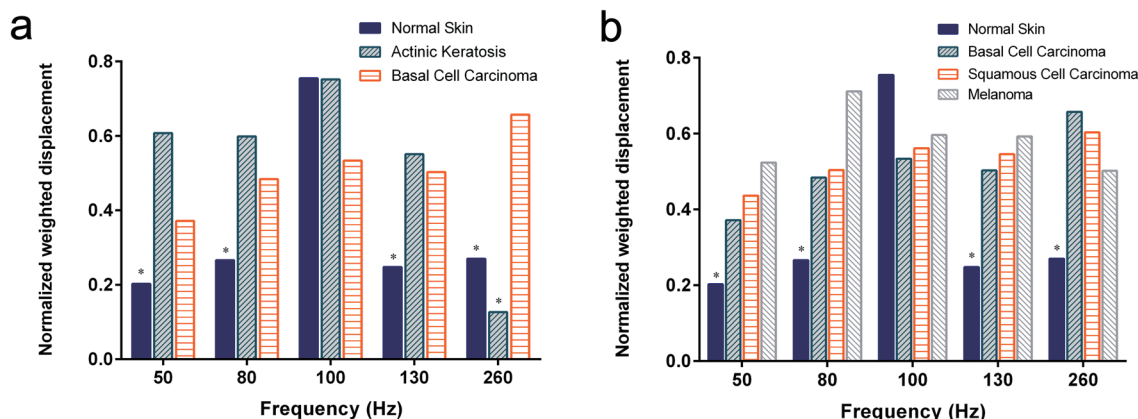 a
Normal Skin
Actinic Keratosis
Basal Cell Carcinoma
Normalized weighted displacement
0.8
0.6
0.4
0.2
0.0
*
*
*
*
*
50 80 100 130 260
Frequency (Hz)
b
Normal Skin
Basal Cell Carcinoma
Squamous Cell Carcinoma
Melanoma
Normalized weighted displacement
0.8
0.6
0.4
0.2
0.0
*
*
*
*
50 80 100 130 260
Frequency (Hz)